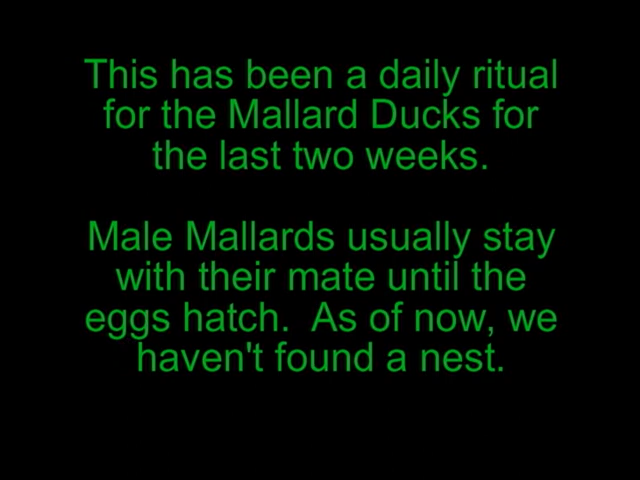 This has been a daily ritual
for the Mallard Ducks for
the last two weeks.
Male Mallards usually stay
with their mate until the
eggs hatch.  As of now, we
haven't found a nest.